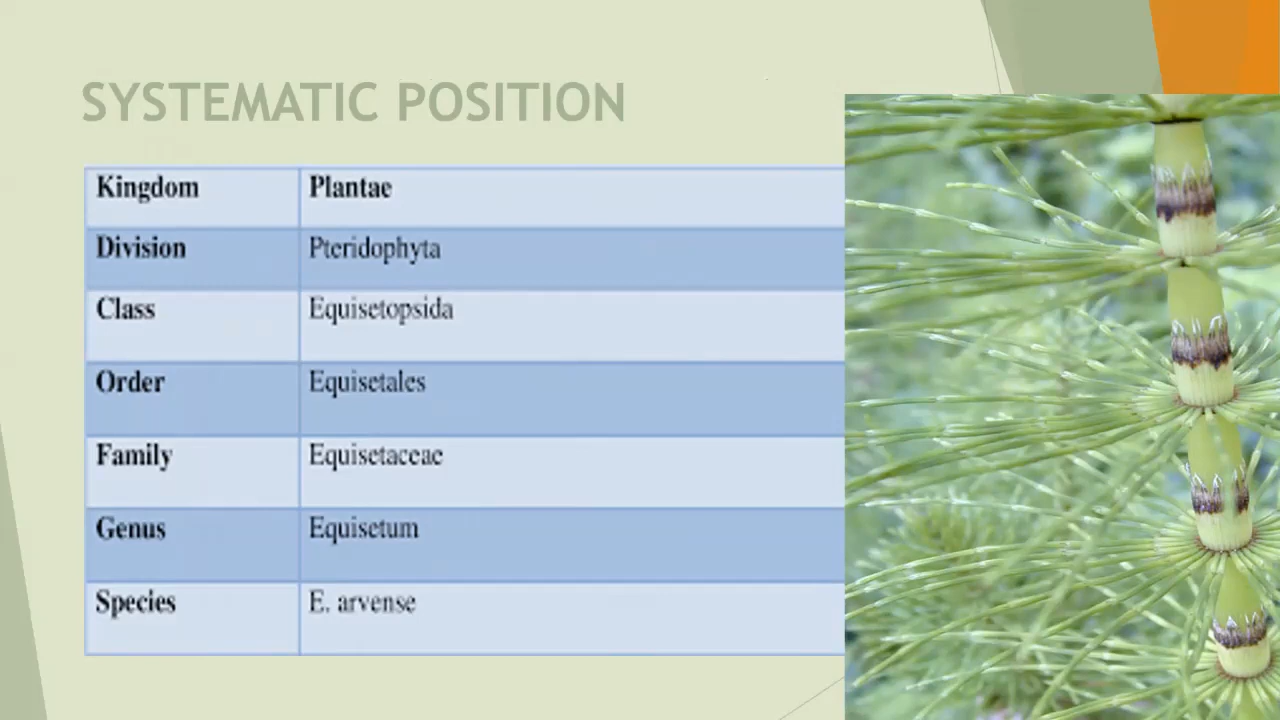 SYSTEMATIC POSITION
Kingdom Plantae
Division Pteridophyta
Class Equisetopsida
Order Equisetales
Family Equisetaceae
Genus Equisetum
Species E. arvense